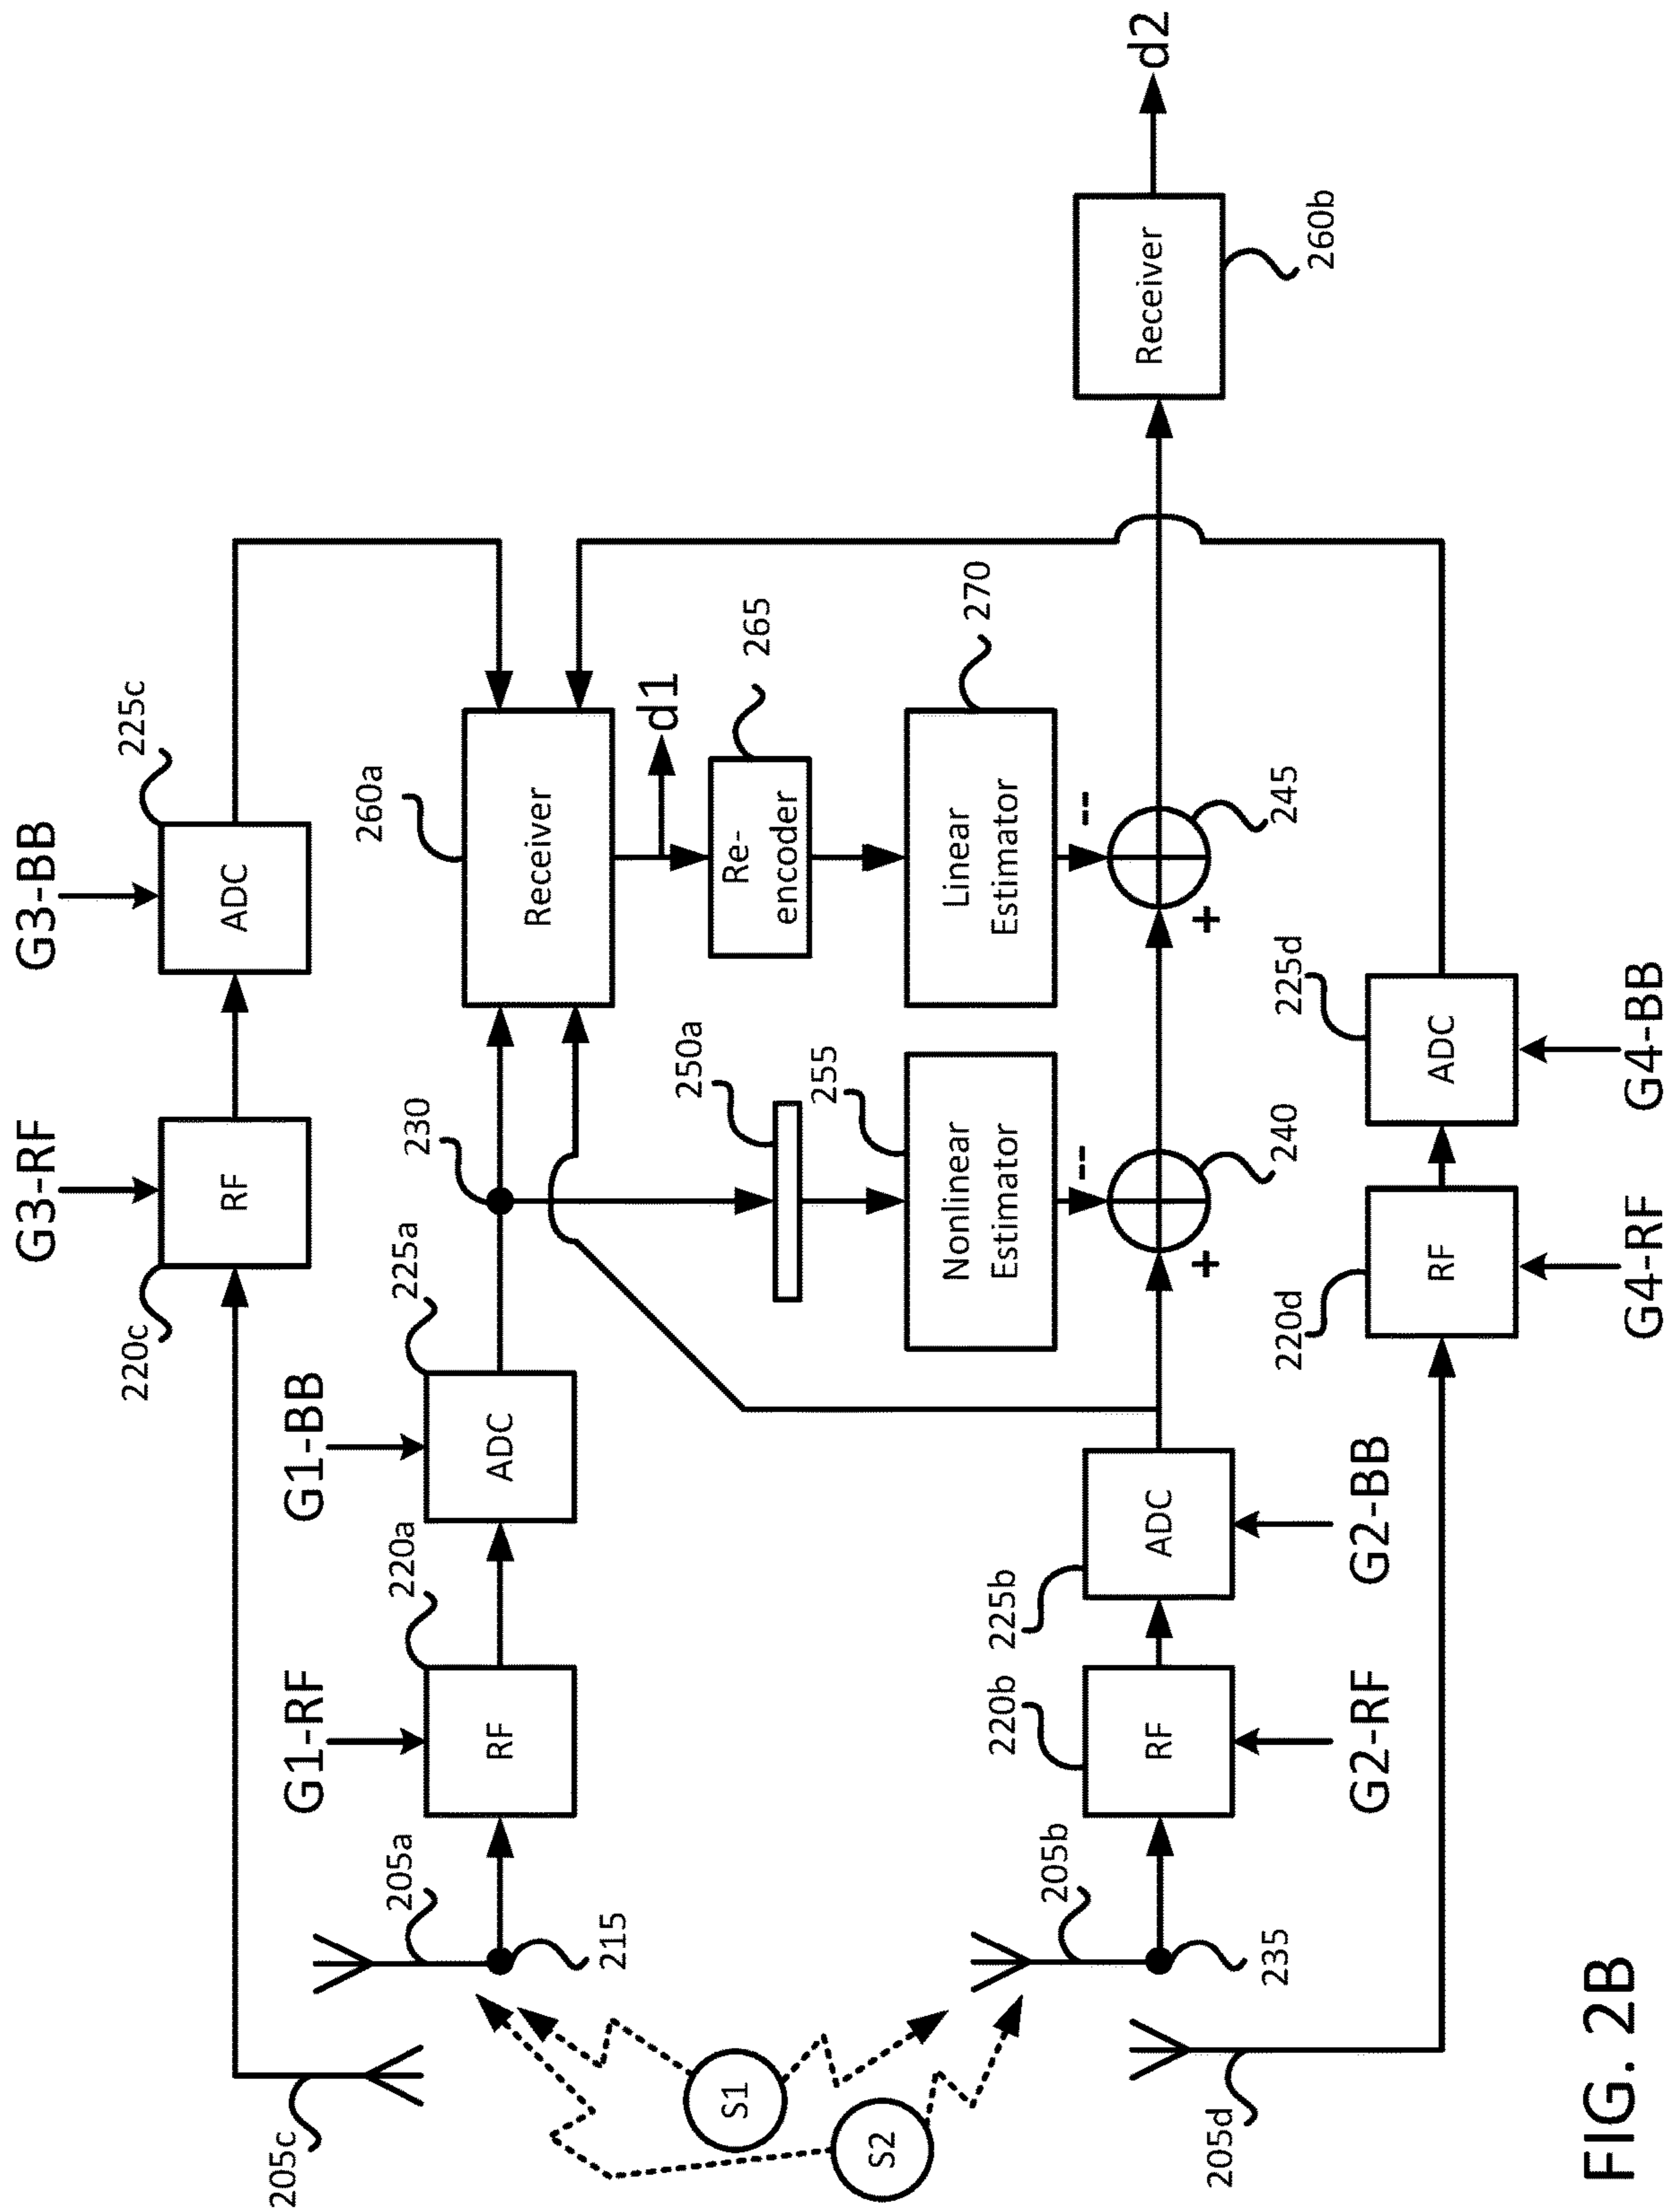 G3-RF
G3-BB
205c
220c
RF
225c
ADC
G1-RF
G1-BB
205a
215
220a
RF
225a
ADC
230
260a
Receiver
d1
250a
265
Re-
encoder
255
Nonlinear
Estimator
270
Linear
Estimator
S1
S2
--
--
+
+
240
245
205b
235
220b
RF
225b
ADC
G2-RF
G2-BB
Receiver
260b
d2
205d
220d
RF
225d
ADC
G4-RF
G4-BB
FIG. 2B